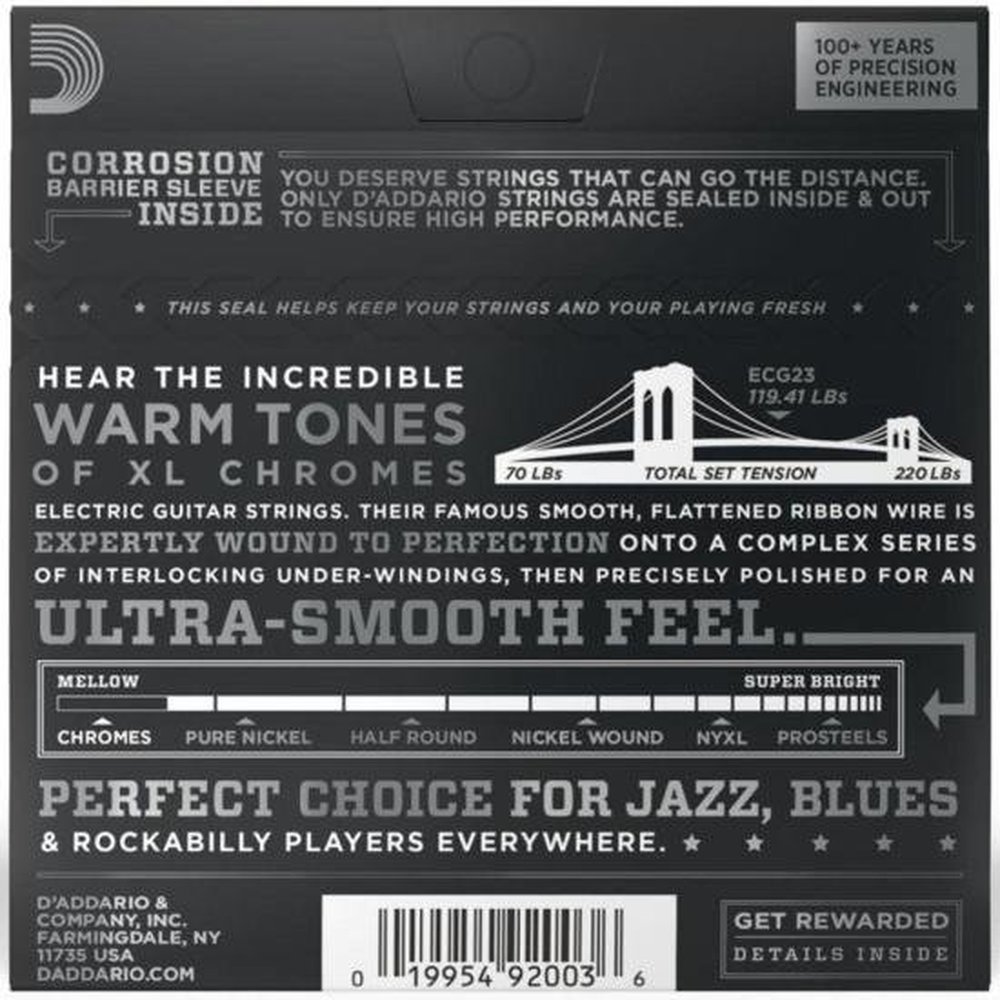 100+ YEARS
OF PRECISION
ENGINEERING
CORROSION
BARRIER SLEEVE
INSIDE
YOU DESERVE STRINGS THAT CAN GO THE DISTANCE.
ONLY D'ADDARIO STRINGS ARE SEALED INSIDE & OUT
TO ENSURE HIGH PERFORMANCE.
THIS SEAL HELPS KEEP YOUR STRINGS AND YOUR PLAYING FRESH
HEAR THE INCREDIBLE
WARM TONES
OF XL CHROMES
ECG23
119.41 LBs
70 LBs TOTAL SET TENSION 220 LBs
ELECTRIC GUITAR STRINGS. THEIR FAMOUS SMOOTH, FLATTENED RIBBON WIRE IS
EXPERTLY WOUND TO PERFECTION ONTO A COMPLEX SERIES
OF INTERLOCKING UNDER-WINDINGS, THEN PRECISELY POLISHED FOR AN
ULTRA-SMOOTH FEEL..
MELLOW SUPER BRIGHT
CHROMES PURE NICKEL HALF ROUND NICKEL WOUND NYXL PROSTEELS
PERFECT CHOICE FOR JAZZ, BLUES
& ROCKABILLY PLAYERS EVERYWHERE.
D'ADDARIO &
COMPANY, INC.
FARMINGDALE, NY
11735 USA
DADDARIO.COM
0 19954 92003 6
GET REWARDED
DETAILS INSIDE